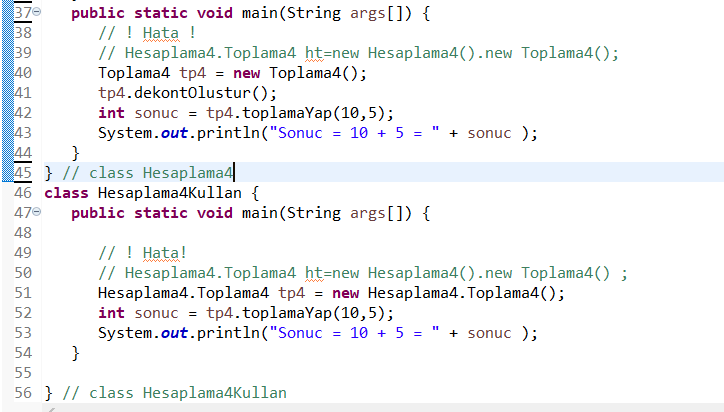 37 public static void main(String args[]) {
38 // ! Hata !
39 // Hesaplama4.Toplama4 ht=new Hesaplama4().new Toplama4();
40 Toplama4 tp4 = new Toplama4();
41 tp4.dekontOlustur();
42 int sonuc = tp4.toplamaYap(10,5);
43 System.out.println("Sonuc = 10 + 5 = " + sonuc );
44 }
45 } // class Hesaplama4
46 class Hesaplama4Kullan {
47 public static void main(String args[]) {
48
49 // ! Hata!
50 // Hesaplama4.Toplama4 ht=new Hesaplama4().new Toplama4() ;
51 Hesaplama4.Toplama4 tp4 = new Hesaplama4.Toplama4();
52 int sonuc = tp4.toplamaYap(10,5);
53 System.out.println("Sonuc = 10 + 5 = " + sonuc );
54 }
55
56 } // class Hesaplama4Kullan